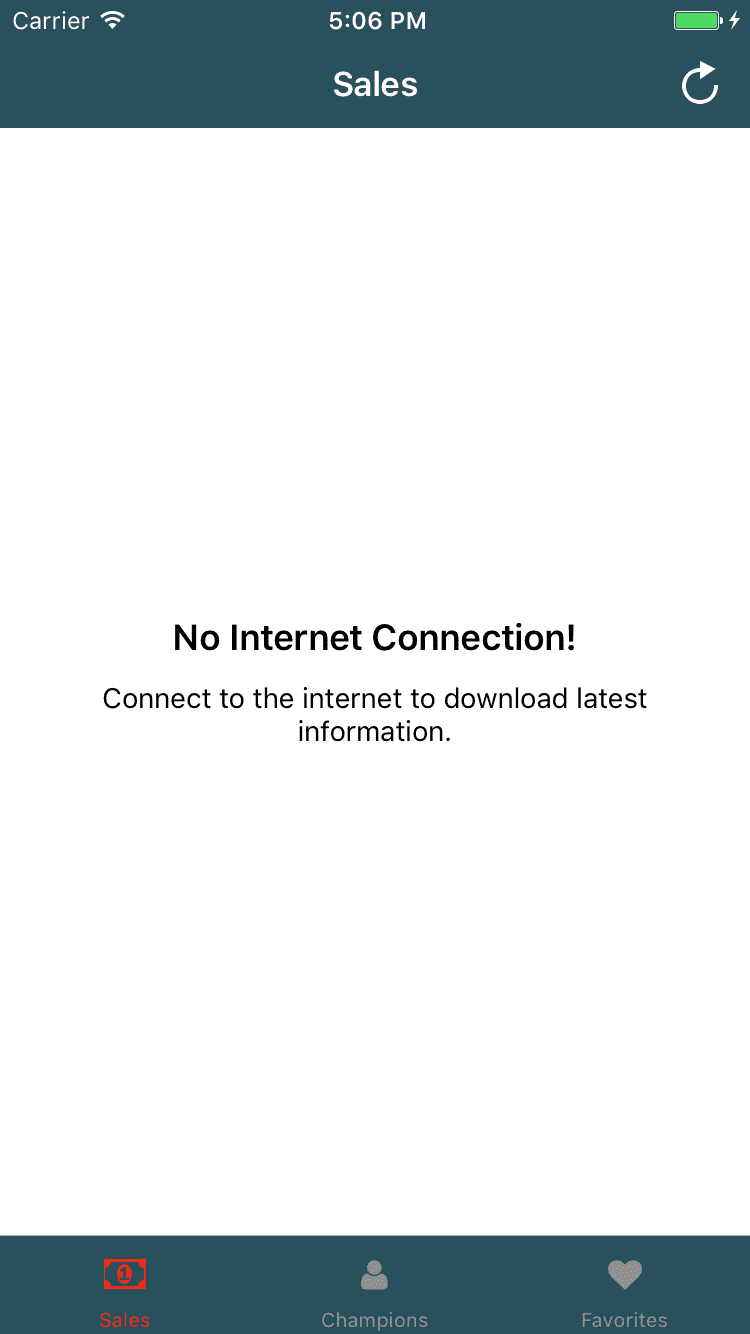 Carrier 5:06 PM
Sales
No Internet Connection!
Connect to the internet to download latest
information.
1
Sales Champions Favorites